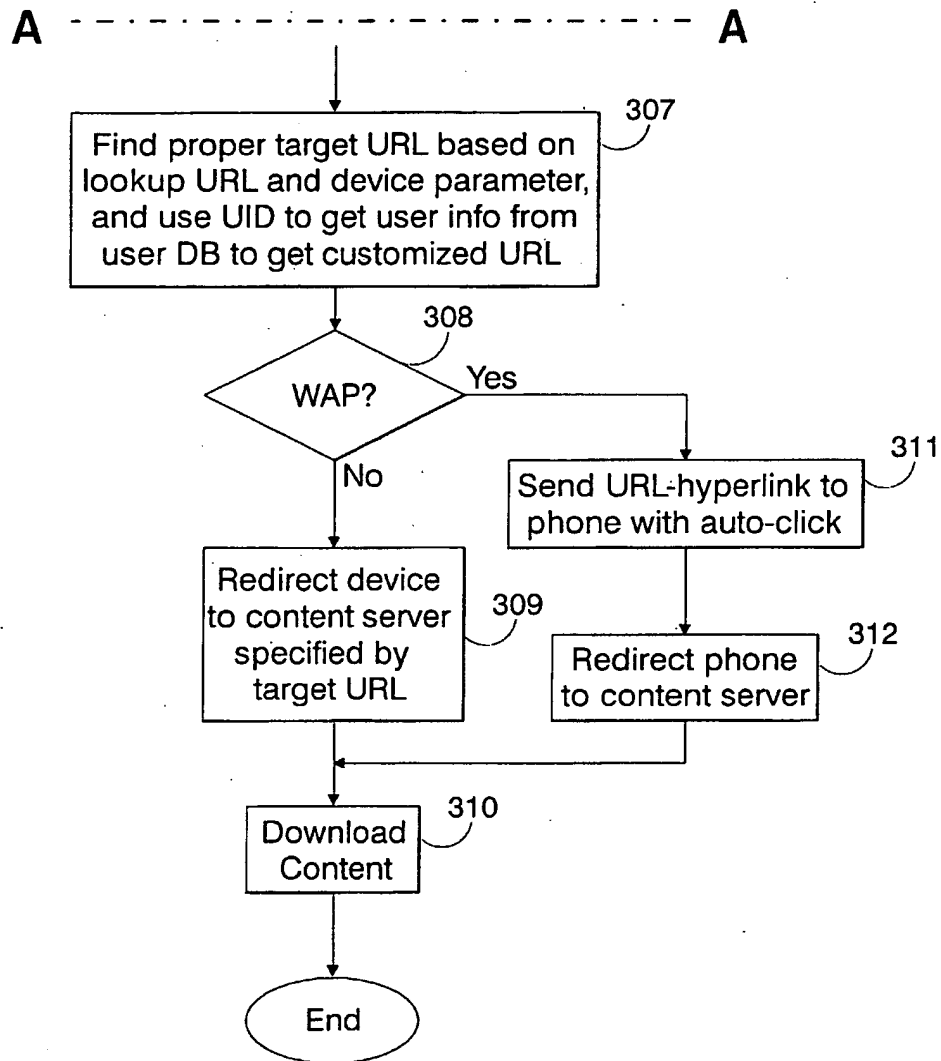 A A
307
Find proper target URL based on
lookup URL and device parameter,
and use UID to get user info from
user DB to get customized URL
308
WAP?
Yes
No
311
Send URL-hyperlink to
phone with auto-click
Redirect device
to content server
specified by
target URL
309
312
Redirect phone
to content server
310
Download
Content
End